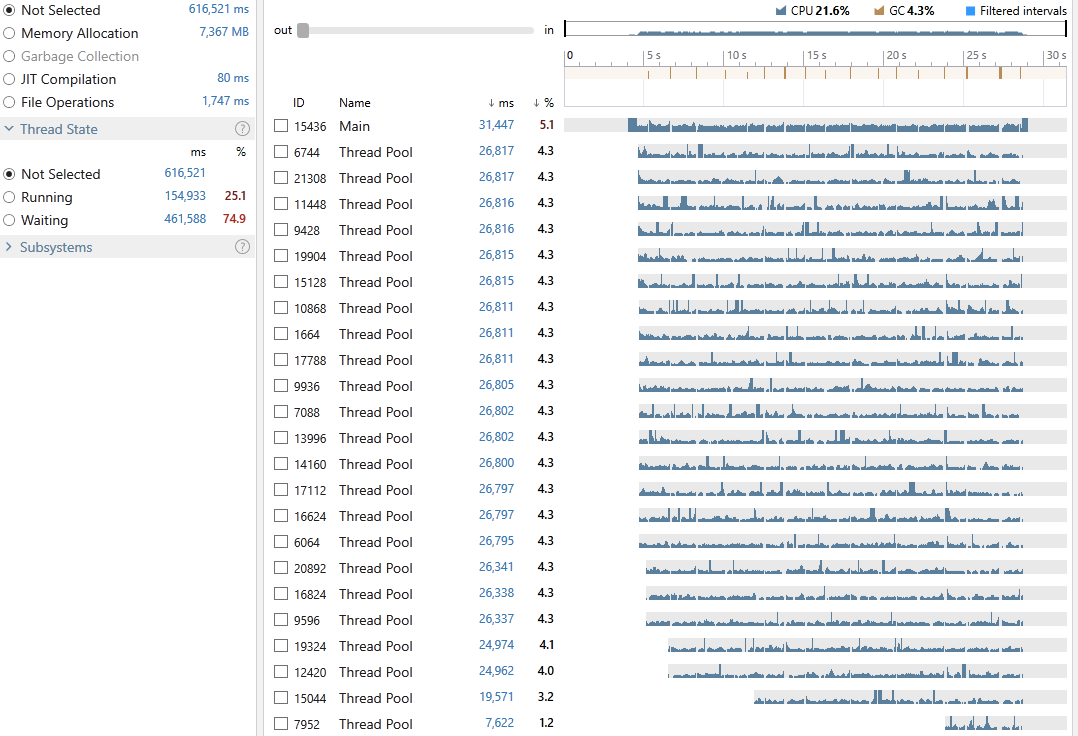 Not Selected 616,521 ms
Memory Allocation 7,367 MB
Garbage Collection
JIT Compilation 80 ms
File Operations 1,747 ms
Thread State ?
ms %
Not Selected 616,521
Running 154,933 25.1
Waiting 461,588 74.9
Subsystems ?
CPU 21.6% GC 4.3% Filtered intervals
out in
0 5 s 10 s 15 s 20 s 25 s 30 s
ID Name ↓ ms ↓ %
15436 Main 31,447 5.1
6744 Thread Pool 26,817 4.3
21308 Thread Pool 26,817 4.3
11448 Thread Pool 26,816 4.3
9428 Thread Pool 26,816 4.3
19904 Thread Pool 26,815 4.3
15128 Thread Pool 26,815 4.3
10868 Thread Pool 26,811 4.3
1664 Thread Pool 26,811 4.3
17788 Thread Pool 26,811 4.3
9936 Thread Pool 26,805 4.3
7088 Thread Pool 26,802 4.3
13996 Thread Pool 26,802 4.3
14160 Thread Pool 26,800 4.3
17112 Thread Pool 26,797 4.3
16624 Thread Pool 26,797 4.3
6064 Thread Pool 26,795 4.3
20892 Thread Pool 26,341 4.3
16824 Thread Pool 26,338 4.3
9596 Thread Pool 26,337 4.3
19324 Thread Pool 24,974 4.1
12420 Thread Pool 24,962 4.0
15044 Thread Pool 19,571 3.2
7952 Thread Pool 7,622 1.2